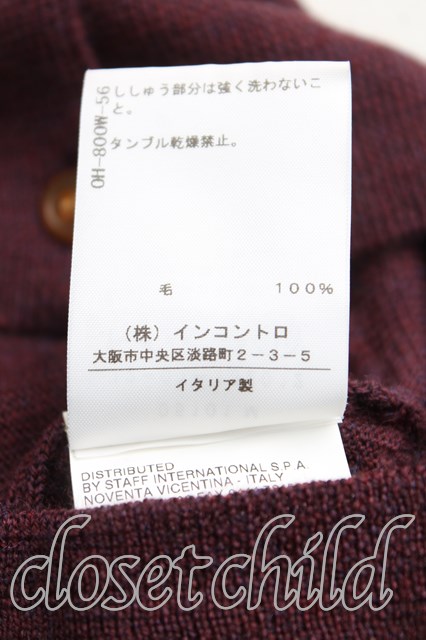 OH-800W-56
ししゅう部分は強く洗わないこ
と。
タンブル乾燥禁止。
毛 100%
（株）インコントロ
大阪市中央区淡路町2-3-5
イタリア製
DISTRIBUTED
BY STAFF INTERNATIONAL S.P.A.
NOVENTA VICENTINA - ITALY
closet child